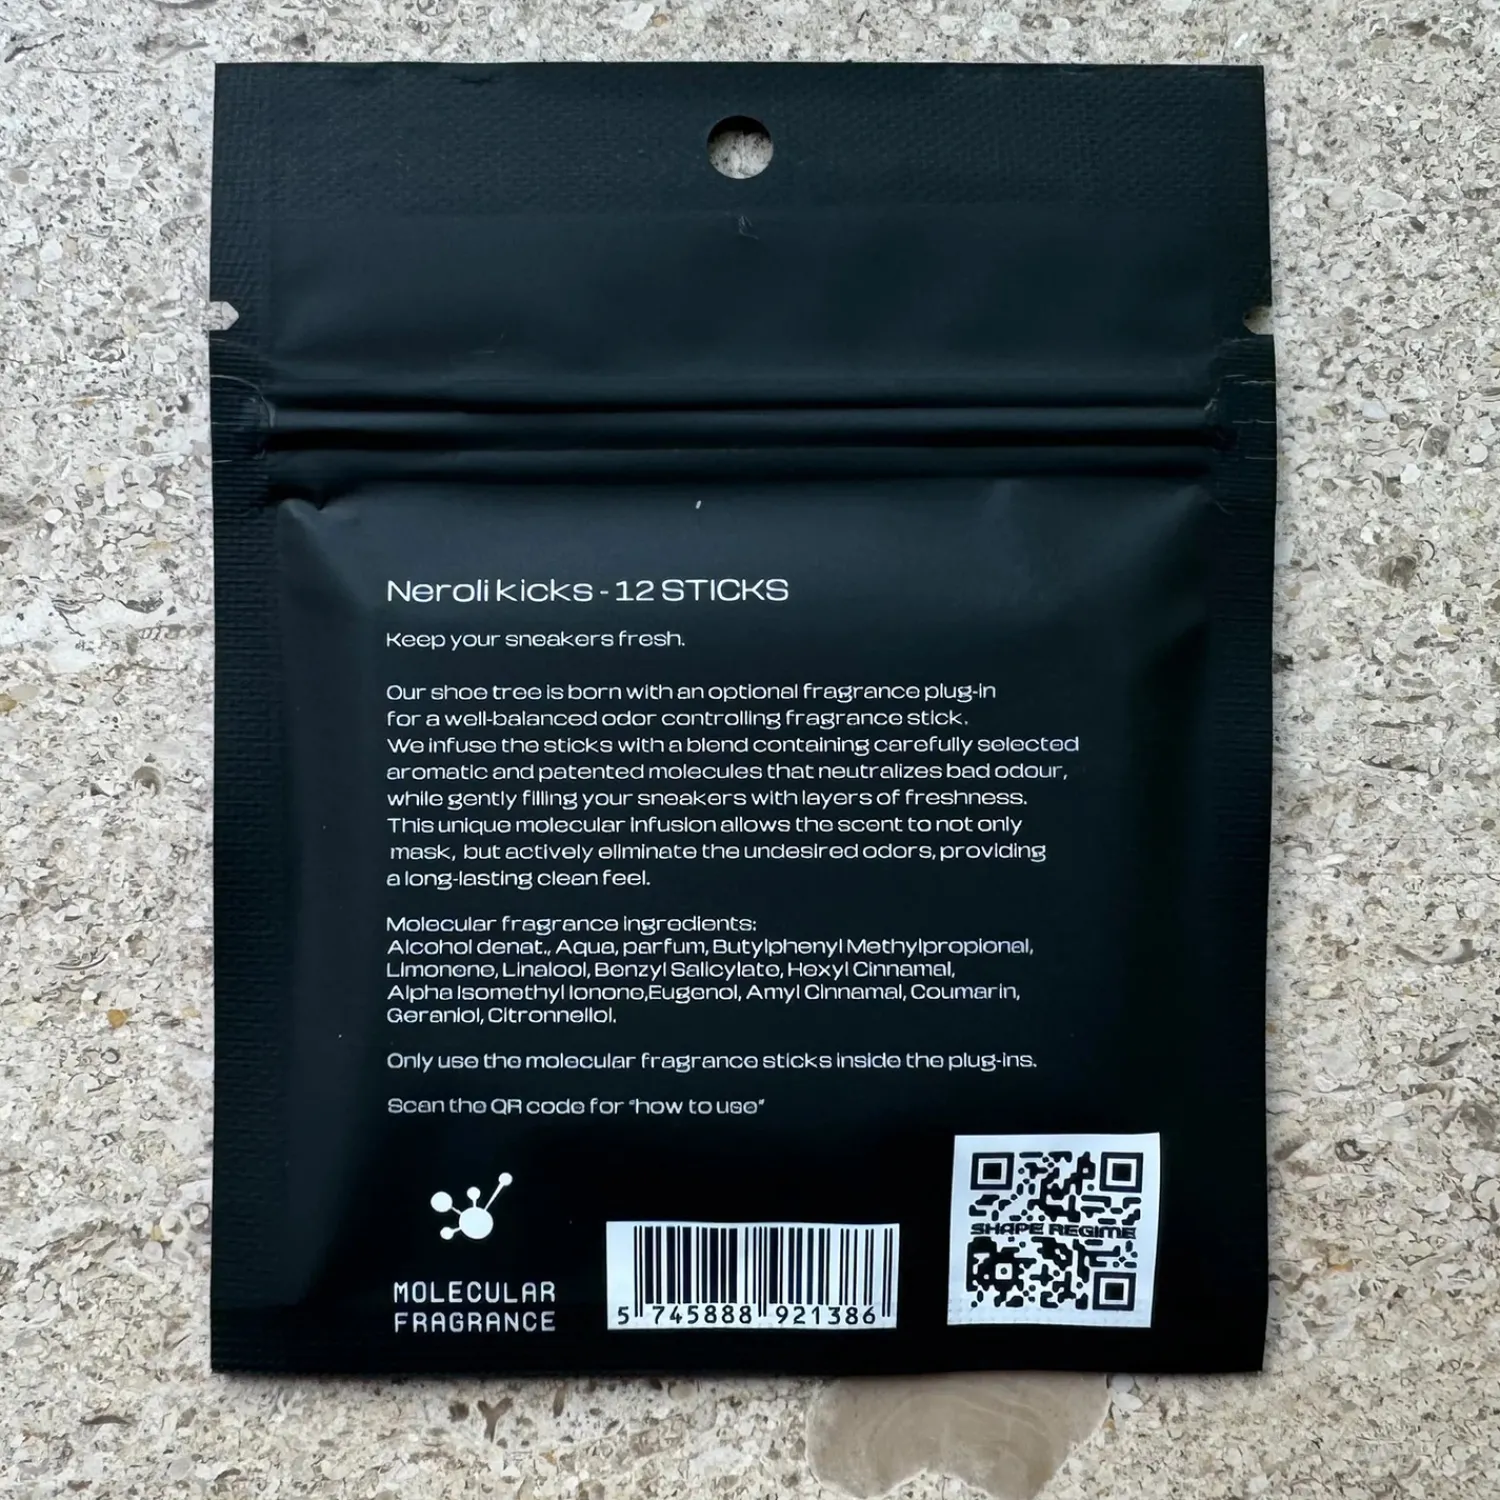 Neroli kicks - 12 STICKS
Keep your sneakers fresh.
Our shoe tree is born with an optional fragrance plug-in
for a well-balanced odor controlling fragrance stick.
We infuse the sticks with a blend containing carefully selected
aromatic and patented molecules that neutralizes bad odour,
while gently filling your sneakers with layers of freshness.
This unique molecular infusion allows the scent to not only
mask, but actively eliminate the undesired odors, providing
a long-lasting clean feel.
Molecular fragrance ingredients:
Alcohol denat., Aqua, parfum, Butylphenyl Methylpropional,
Limonene, Linalool, Benzyl Salicylate, Hexyl Cinnamal,
Alpha Isomethyl Ionone,Eugenol, Amyl Cinnamal, Coumarin,
Geraniol, Citronnellol.
Only use the molecular fragrance sticks inside the plug-ins.
Scan the QR code for "how to use"
SHAPE REGIME
MOLECULAR
FRAGRANCE
5 745888 921386